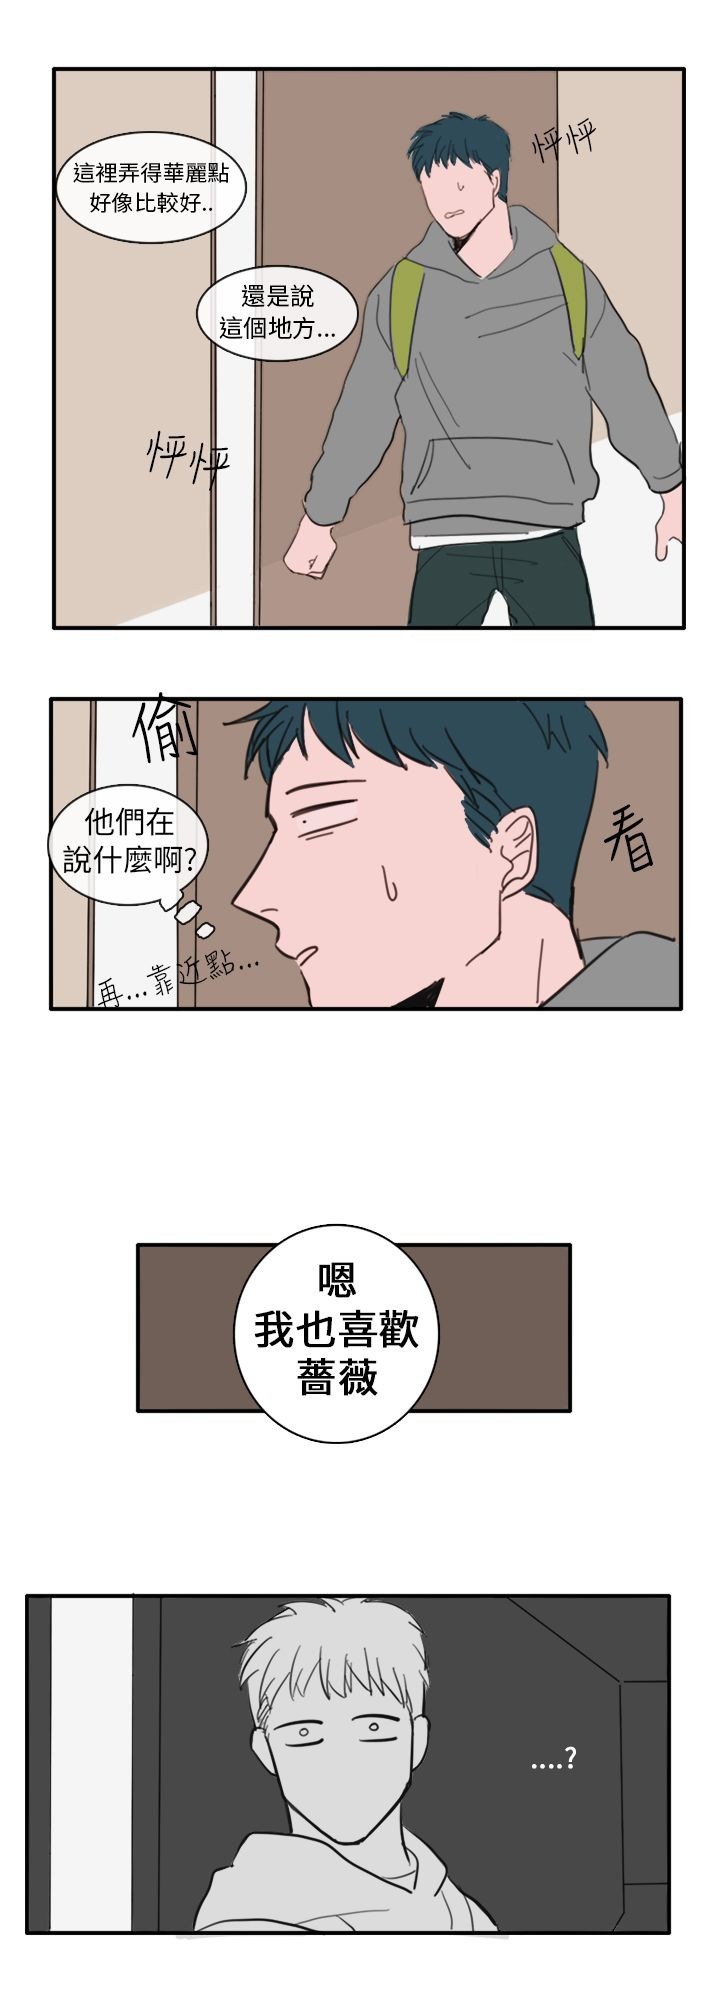 怦怦
這裡弄得華麗點
好像比較好..
還是說
這個地方...
怦怦
偷
看
他們在
說什麼啊?
再...靠近點...
嗯
我也喜歡
薔薇
....?